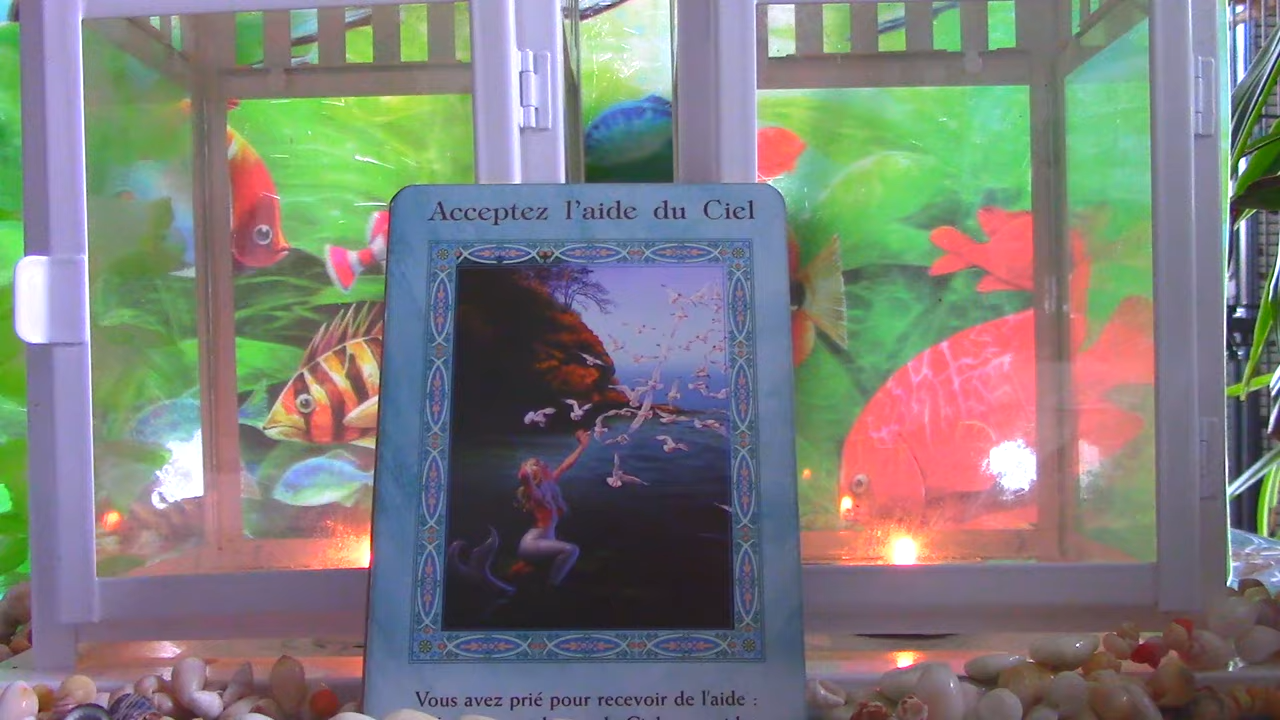 Acceptez l'aide du Ciel
Vous avez prié pour recevoir de l'aide :